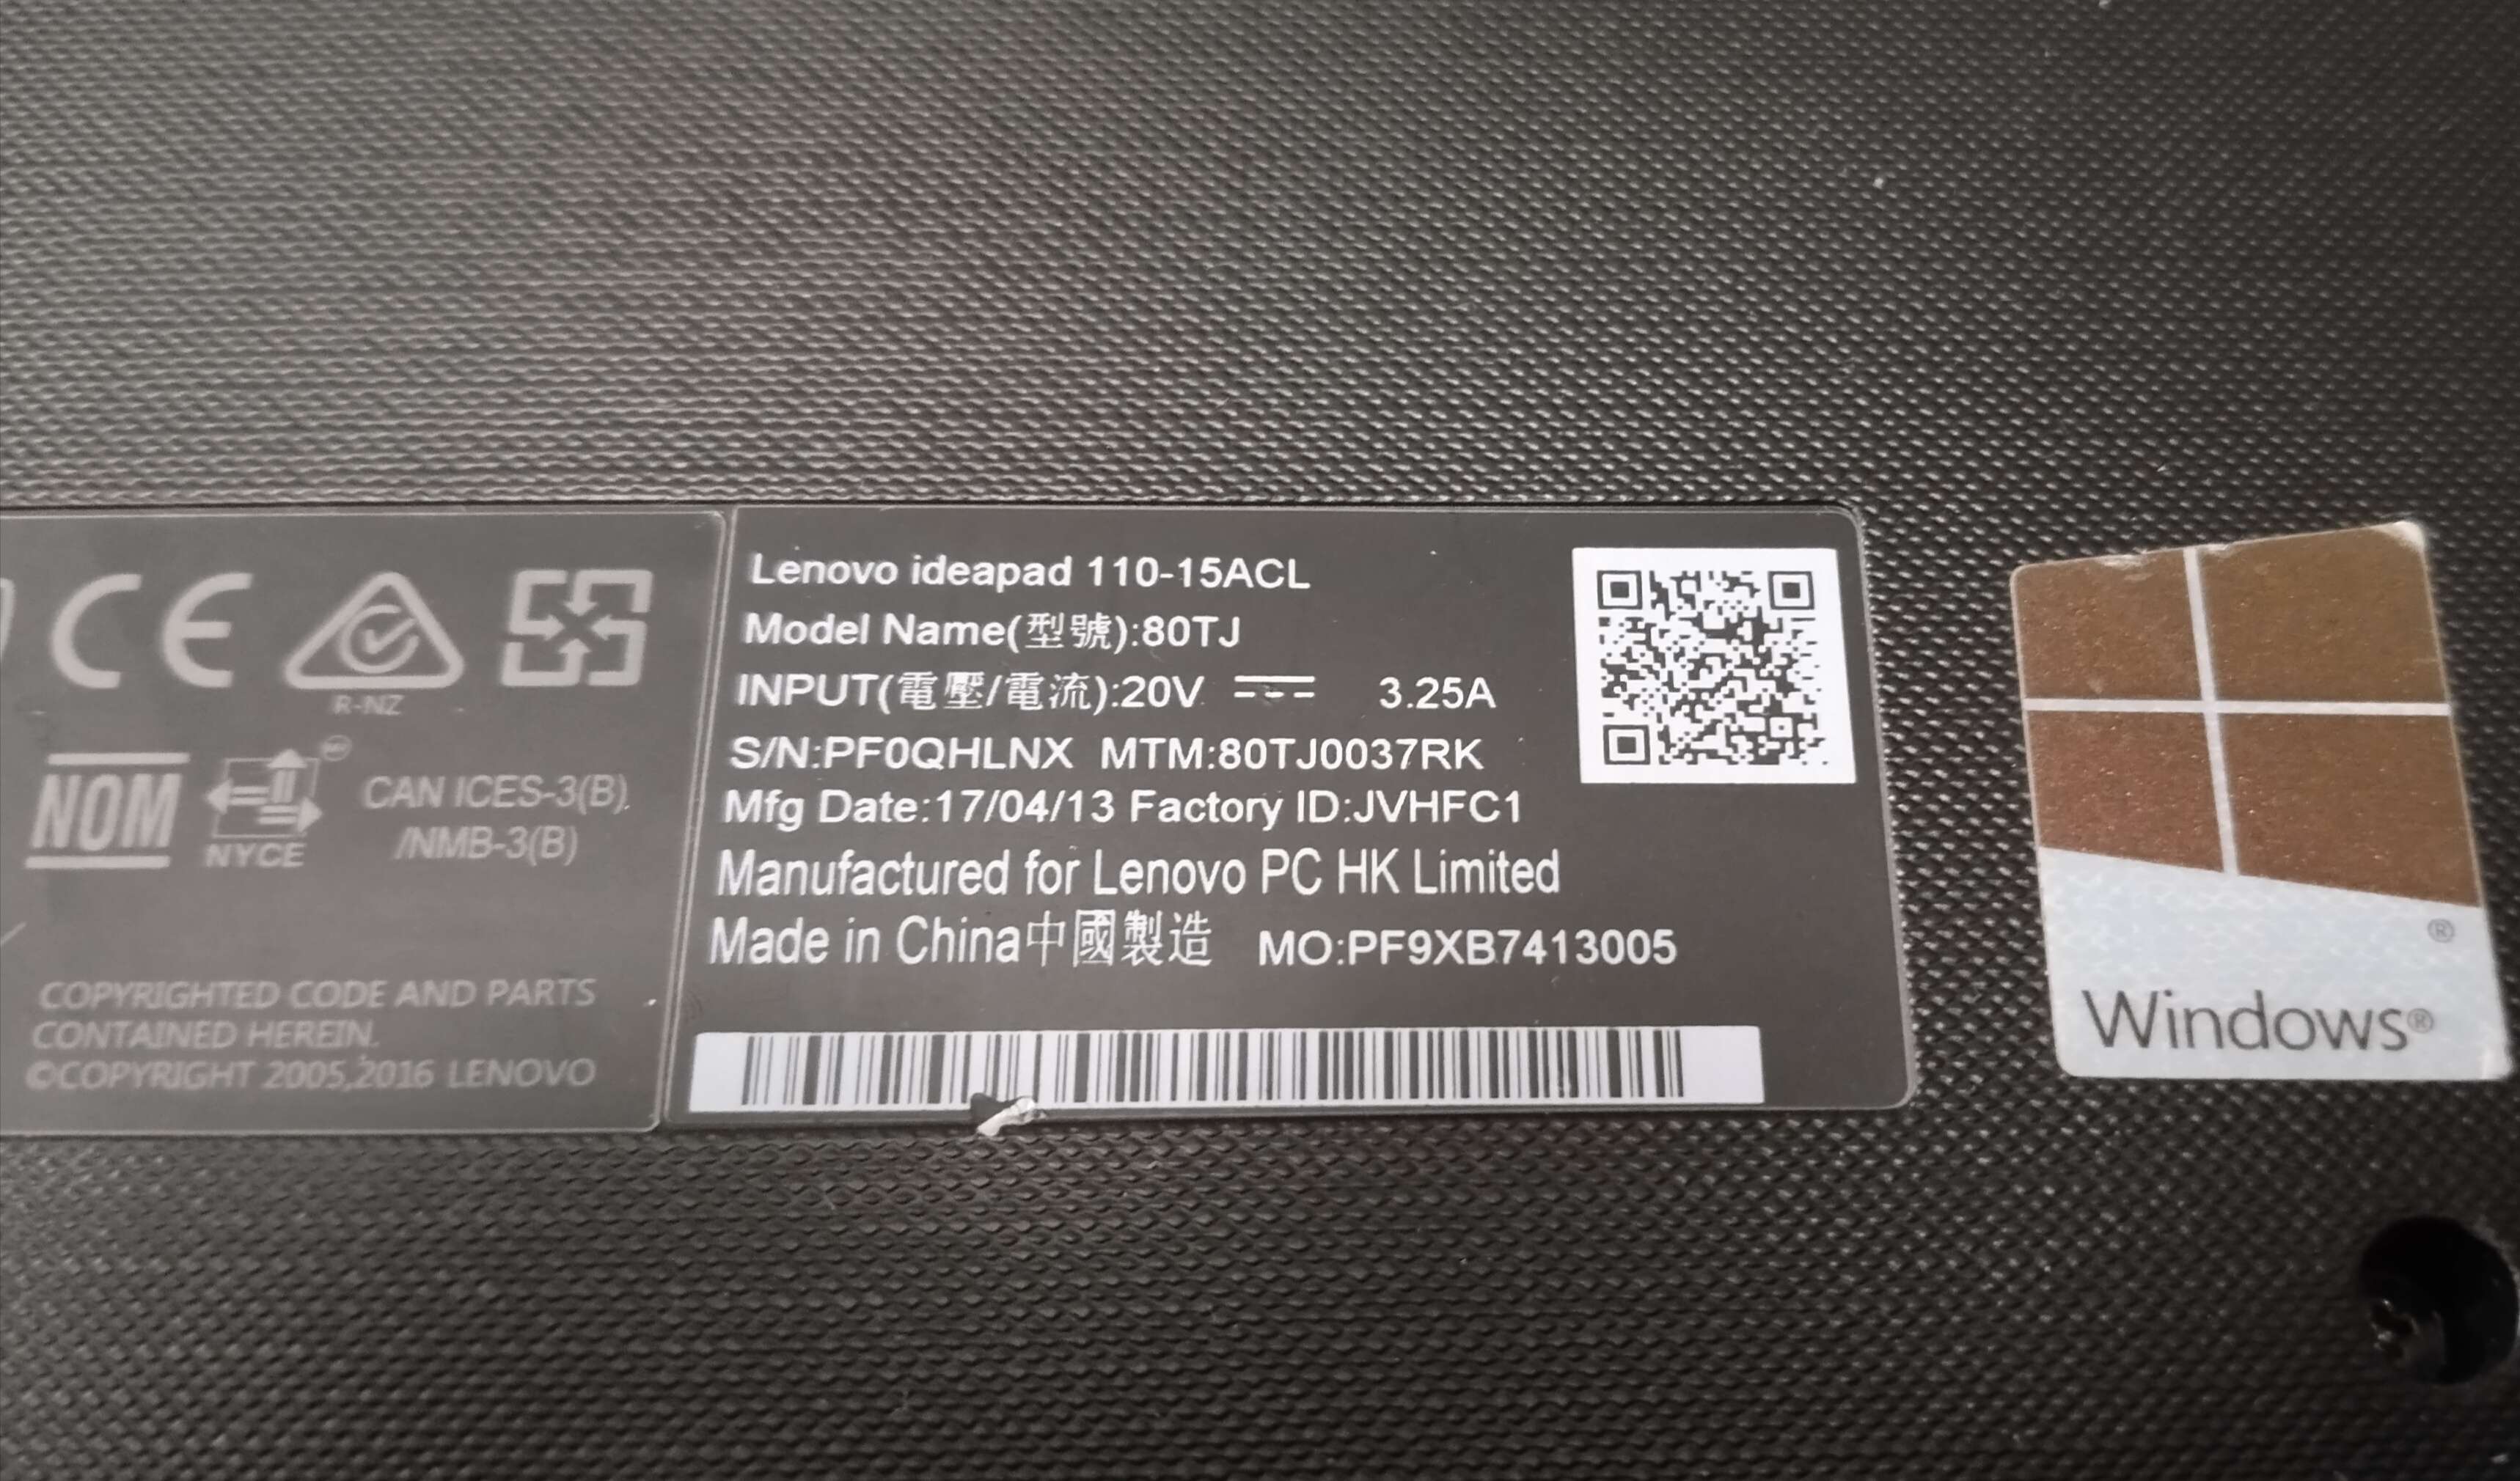 R-NZ
NOM
NYCE
CAN ICES-3(B)
/NMB-3(B)
COPYRIGHTED CODE AND PARTS
CONTAINED HEREIN.
©COPYRIGHT 2005,2016 LENOVO
Lenovo ideapad 110-15ACL
Model Name(型號):80TJ
INPUT(電壓/電流):20V ⎓ 3.25A
S/N:PF0QHLNX MTM:80TJ0037RK
Mfg Date:17/04/13 Factory ID:JVHFC1
Manufactured for Lenovo PC HK Limited
Made in China中國製造 MO:PF9XB7413005
®
Windows®